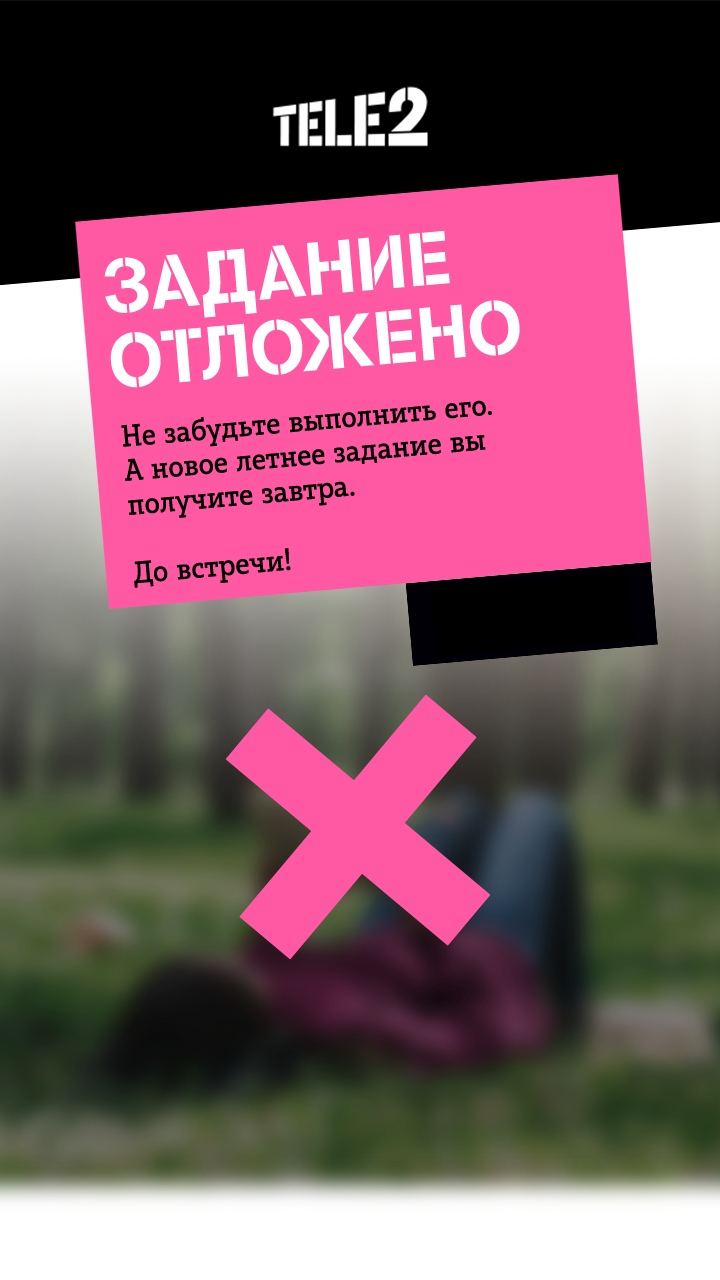 TELE2
ЗАДАНИЕ
ОТЛОЖЕНО
Не забудьте выполнить его.
А новое летнее задание вы
получите завтра.
До встречи!